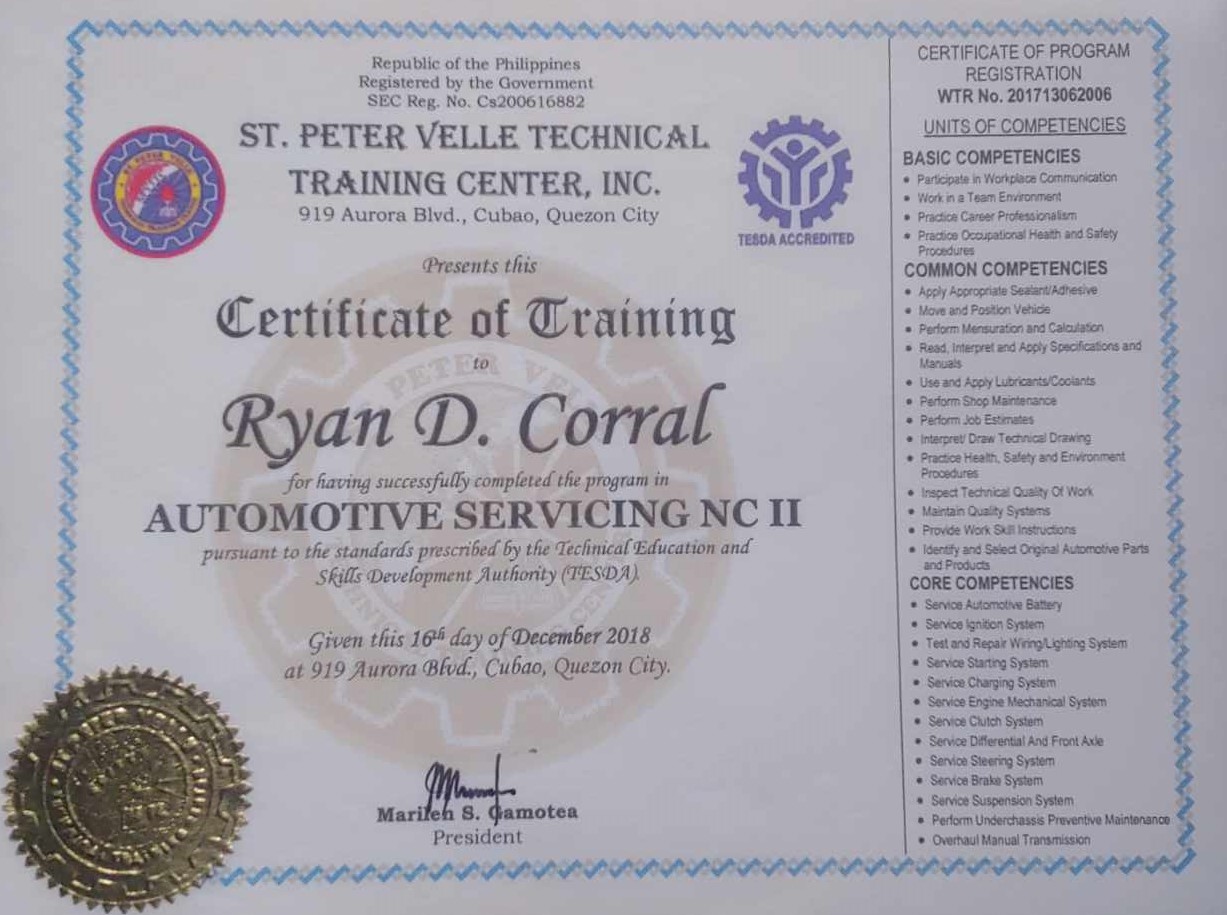 Republic of the Philippines
Registered by the Government
SEC Reg. No. Cs200616882
ST. PETER VELLE TECHNICAL
TRAINING CENTER, INC.
919 Aurora Blvd., Cubao, Quezon City
TESDA ACCREDITED
Presents this
Certificate of Training
to
Ryan D. Corral
for having successfully completed the program in
AUTOMOTIVE SERVICING NC II
pursuant to the standards prescribed by the Technical Education and
Skills Development Authority (TESDA).
Given this 16th day of December 2018
at 919 Aurora Blvd., Cubao, Quezon City.
S. Gamotea
President
CERTIFICATE OF PROGRAM
REGISTRATION
WTR No. 201713062006
UNITS OF COMPETENCIES
BASIC COMPETENCIES
• Participate in Workplace Communication
• Work in a Team Environment
• Practice Career Professionalism
• Practice Occupational Health and Safety
Procedures
COMMON COMPETENCIES
• Apply Appropriate Sealant/Adhesive
• Move and Position Vehicle
• Perform Mensuration and Calculation
• Read, Interpret and Apply Specifications and
Manuals
• Use and Apply Lubricants/Coolants
• Perform Shop Maintenance
• Perform Job Estimates
• Interpret/ Draw Technical Drawing
• Practice Health, Safety and Environment
Procedures
• Inspect Technical Quality Of Work
• Maintain Quality Systems
• Provide Work Skill Instructions
• Identify and Select Original Automotive Parts
and Products
CORE COMPETENCIES
• Service Automotive Battery
• Service Ignition System
• Test and Repair Wiring/Lighting System
• Service Starting System
• Service Charging System
• Service Engine Mechanical System
• Service Clutch System
• Service Differential And Front Axle
• Service Steering System
• Service Brake System
• Service Suspension System
• Perform Underchassis Preventive Maintenance
• Overhaul Manual Transmission